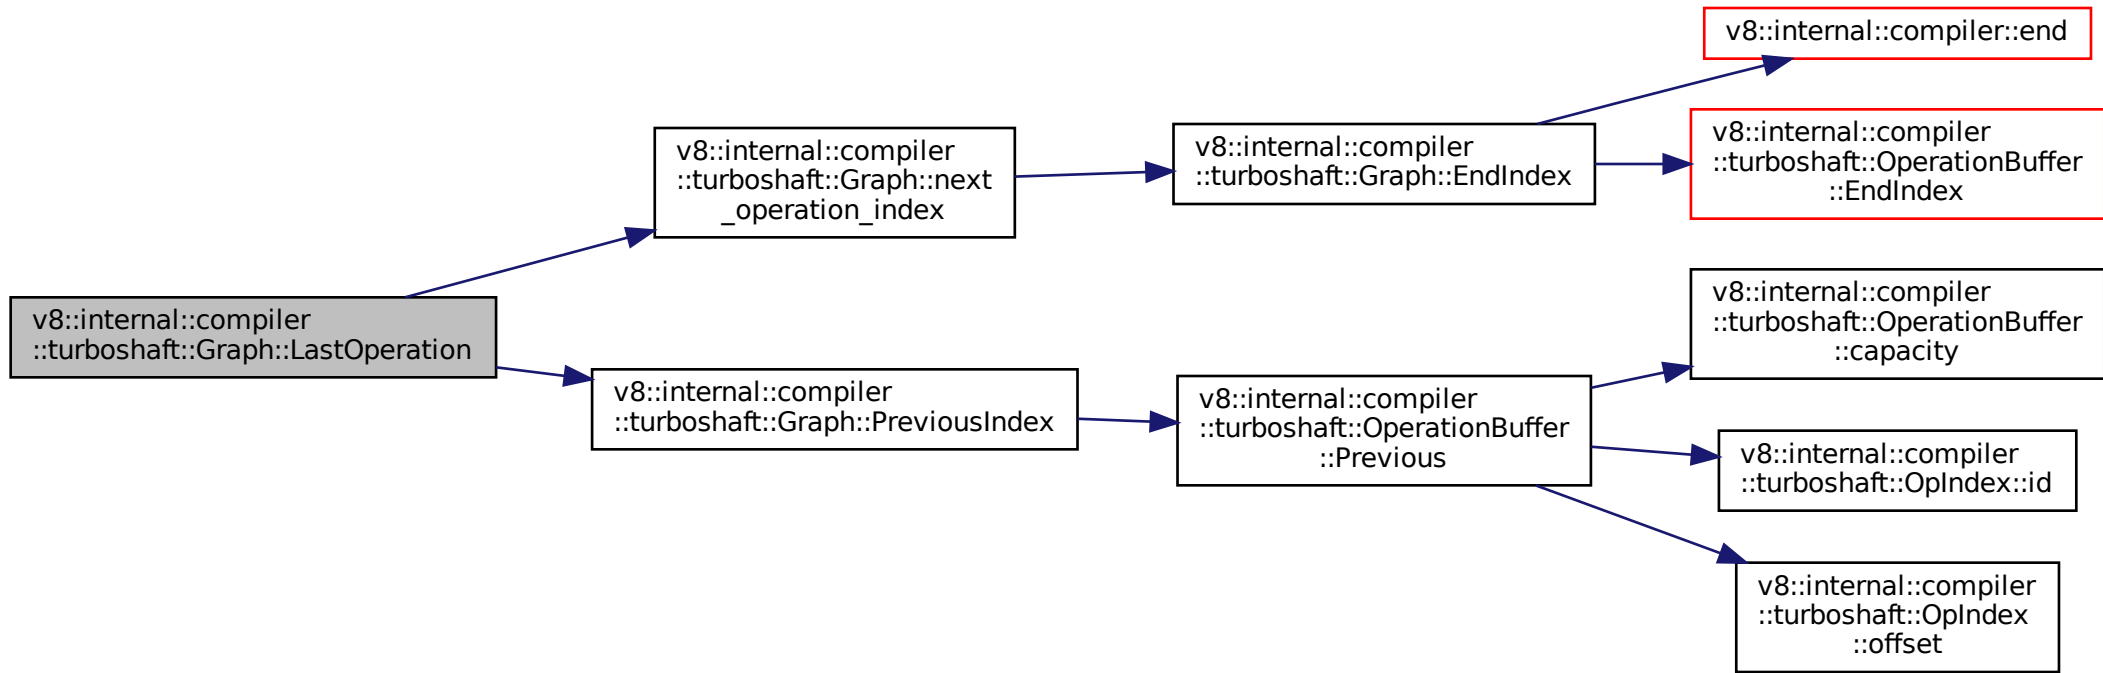 v8::internal::compiler
::turboshaft::Graph::LastOperation
v8::internal::compiler
::turboshaft::Graph::next
_operation_index
v8::internal::compiler
::turboshaft::Graph::EndIndex
v8::internal::compiler::end
v8::internal::compiler
::turboshaft::OperationBuffer
::EndIndex
v8::internal::compiler
::turboshaft::Graph::PreviousIndex
v8::internal::compiler
::turboshaft::OperationBuffer
::Previous
v8::internal::compiler
::turboshaft::OperationBuffer
::capacity
v8::internal::compiler
::turboshaft::OpIndex::id
v8::internal::compiler
::turboshaft::OpIndex
::offset